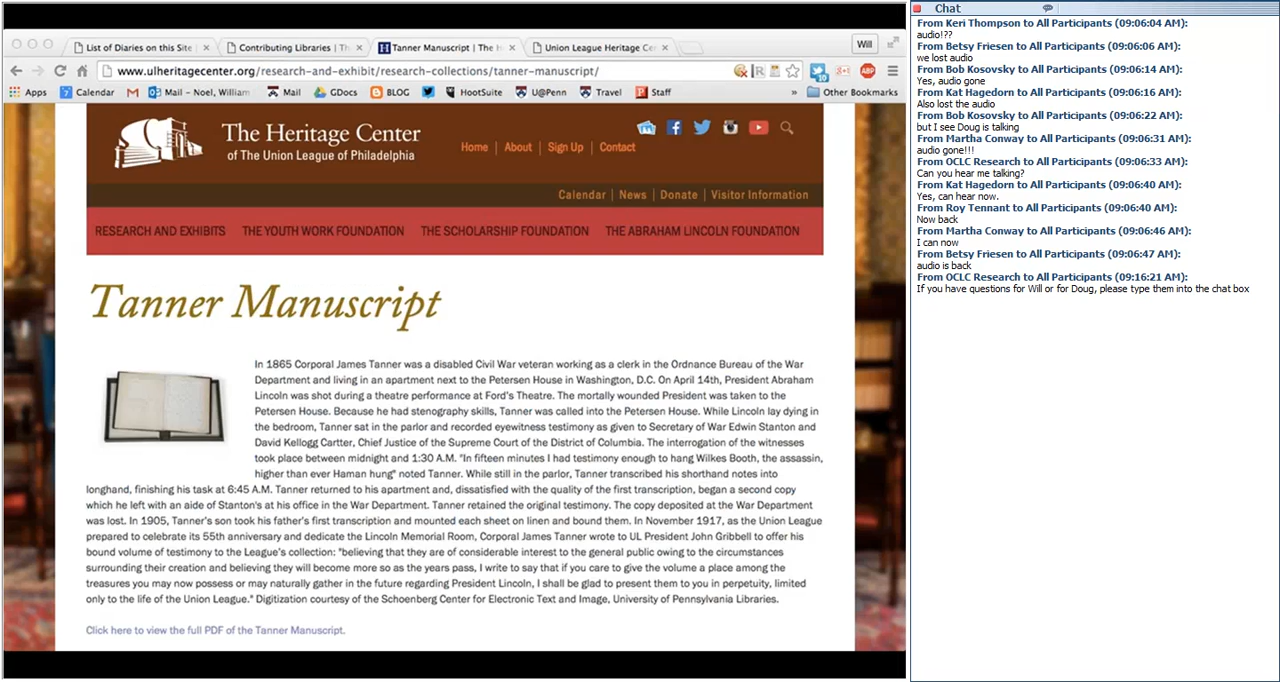 List of Diaries on this Site
Contributing Libraries | Th
Tanner Manuscript | The H
Union League Heritage Ce
Will
www.ulheritagecenter.org/research-and-exhibit/research-collections/tanner-manuscript/
Apps Calendar Mail – Noel, William Mail GDocs BLOG HootSuite U@Penn Travel Staff » Other Bookmarks
The Heritage Center
of The Union League of Philadelphia
Home | About | Sign Up | Contact
Calendar | News | Donate | Visitor Information
RESEARCH AND EXHIBITS THE YOUTH WORK FOUNDATION THE SCHOLARSHIP FOUNDATION THE ABRAHAM LINCOLN FOUNDATION
Tanner Manuscript
In 1865 Corporal James Tanner was a disabled Civil War veteran working as a clerk in the Ordnance Bureau of the War
Department and living in an apartment next to the Petersen House in Washington, D.C. On April 14th, President Abraham
Lincoln was shot during a theatre performance at Ford's Theatre. The mortally wounded President was taken to the
Petersen House. Because he had stenography skills, Tanner was called into the Petersen House. While Lincoln lay dying in
the bedroom, Tanner sat in the parlor and recorded eyewitness testimony as given to Secretary of War Edwin Stanton and
David Kellogg Cartter, Chief Justice of the Supreme Court of the District of Columbia. The interrogation of the witnesses
took place between midnight and 1:30 A.M. "In fifteen minutes I had testimony enough to hang Wilkes Booth, the assassin,
higher than ever Haman hung" noted Tanner. While still in the parlor, Tanner transcribed his shorthand notes into
longhand, finishing his task at 6:45 A.M. Tanner returned to his apartment and, dissatisfied with the quality of the first transcription, began a second copy
which he left with an aide of Stanton's at his office in the War Department. Tanner retained the original testimony. The copy deposited at the War Department
was lost. In 1905, Tanner's son took his father's first transcription and mounted each sheet on linen and bound them. In November 1917, as the Union League
prepared to celebrate its 55th anniversary and dedicate the Lincoln Memorial Room, Corporal James Tanner wrote to UL President John Gribbell to offer his
bound volume of testimony to the League's collection: "believing that they are of considerable interest to the general public owing to the circumstances
surrounding their creation and believing they will become more so as the years pass, I write to say that if you care to give the volume a place among the
treasures you may now possess or may naturally gather in the future regarding President Lincoln, I shall be glad to present them to you in perpetuity, limited
only to the life of the Union League." Digitization courtesy of the Schoenberg Center for Electronic Text and Image, University of Pennsylvania Libraries.
Click here to view the full PDF of the Tanner Manuscript.
Chat
From Keri Thompson to All Participants (09:06:04 AM):
audio!??
From Betsy Friesen to All Participants (09:06:06 AM):
we lost audio
From Bob Kosovsky to All Participants (09:06:14 AM):
Yes, audio gone
From Kat Hagedorn to All Participants (09:06:16 AM):
Also lost the audio
From Bob Kosovsky to All Participants (09:06:22 AM):
but I see Doug is talking
From Martha Conway to All Participants (09:06:31 AM):
audio gone!!!
From OCLC Research to All Participants (09:06:33 AM):
Can you hear me talking?
From Kat Hagedorn to All Participants (09:06:40 AM):
Yes, can hear now.
From Roy Tennant to All Participants (09:06:40 AM):
Now back
From Martha Conway to All Participants (09:06:46 AM):
I can now
From Betsy Friesen to All Participants (09:06:47 AM):
audio is back
From OCLC Research to All Participants (09:16:21 AM):
If you have questions for Will or for Doug, please type them into the chat box